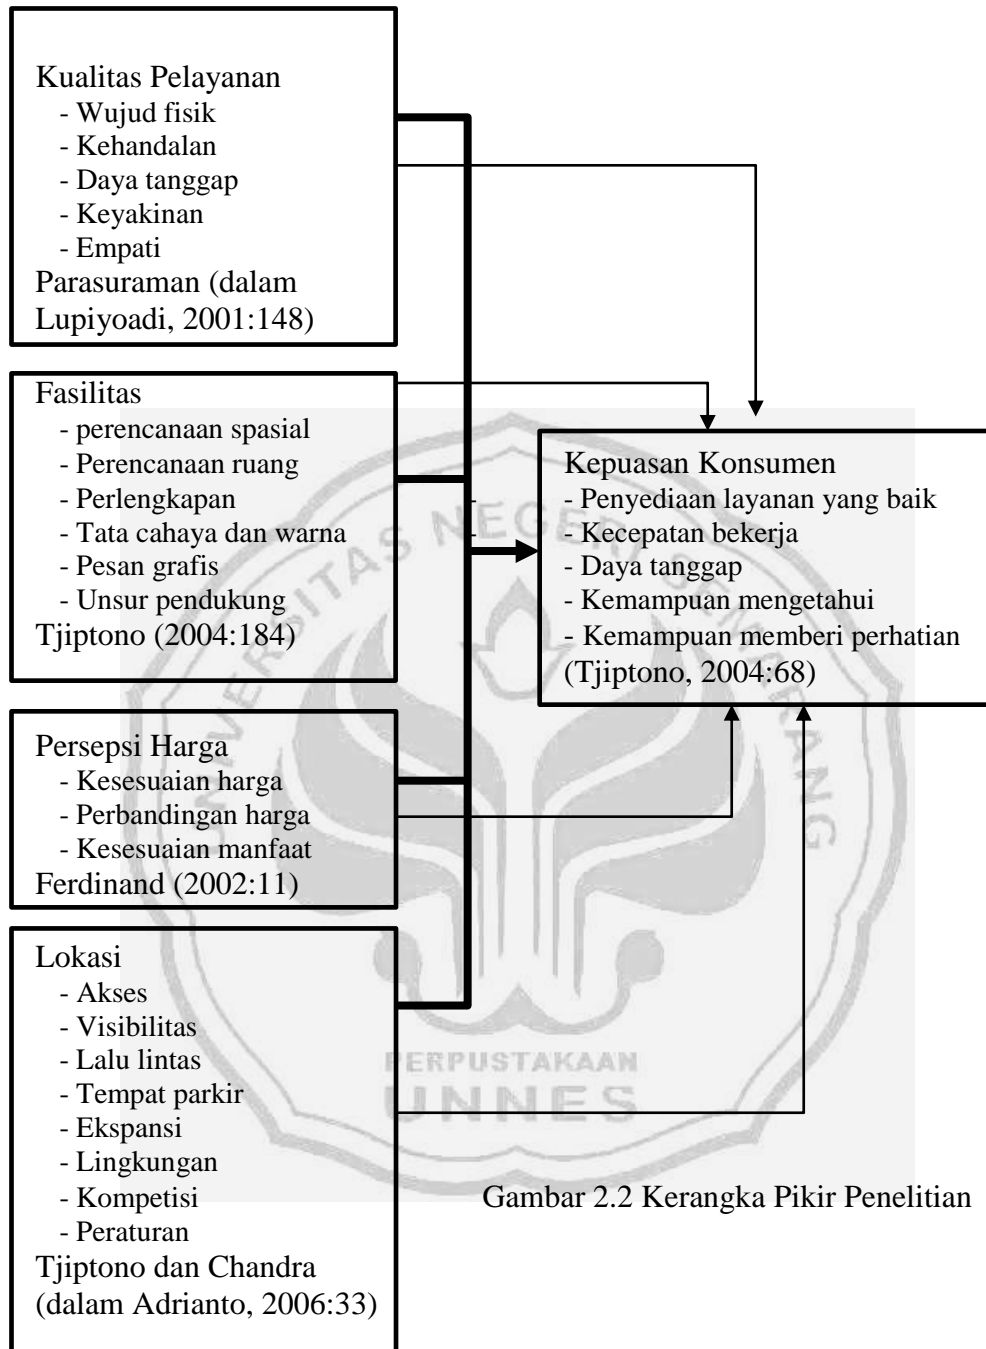 Kualitas Pelayanan
- Wujud fisik
- Kehandalan
- Daya tanggap
- Keyakinan
- Empati
Parasuraman (dalam
Lupiyoadi, 2001:148)
Fasilitas
- perencanaan spasial
- Perencanaan ruang
- Perlengkapan
- Tata cahaya dan warna
- Pesan grafis
- Unsur pendukung
Tjiptono (2004:184)
Persepsi Harga
- Kesesuaian harga
- Perbandingan harga
- Kesesuaian manfaat
Ferdinand (2002:11)
Lokasi
- Akses
- Visibilitas
- Lalu lintas
- Tempat parkir
- Ekspansi
- Lingkungan
- Kompetisi
- Peraturan
Tjiptono dan Chandra
(dalam Adrianto, 2006:33)
Kepuasan Konsumen
- Penyediaan layanan yang baik
- Kecepatan bekerja
- Daya tanggap
- Kemampuan mengetahui
- Kemampuan memberi perhatian
(Tjiptono, 2004:68)
Gambar 2.2 Kerangka Pikir Penelitian
UNIVERSITAS NEGERI SEMARANG
PERPUSTAKAAN
UNNES